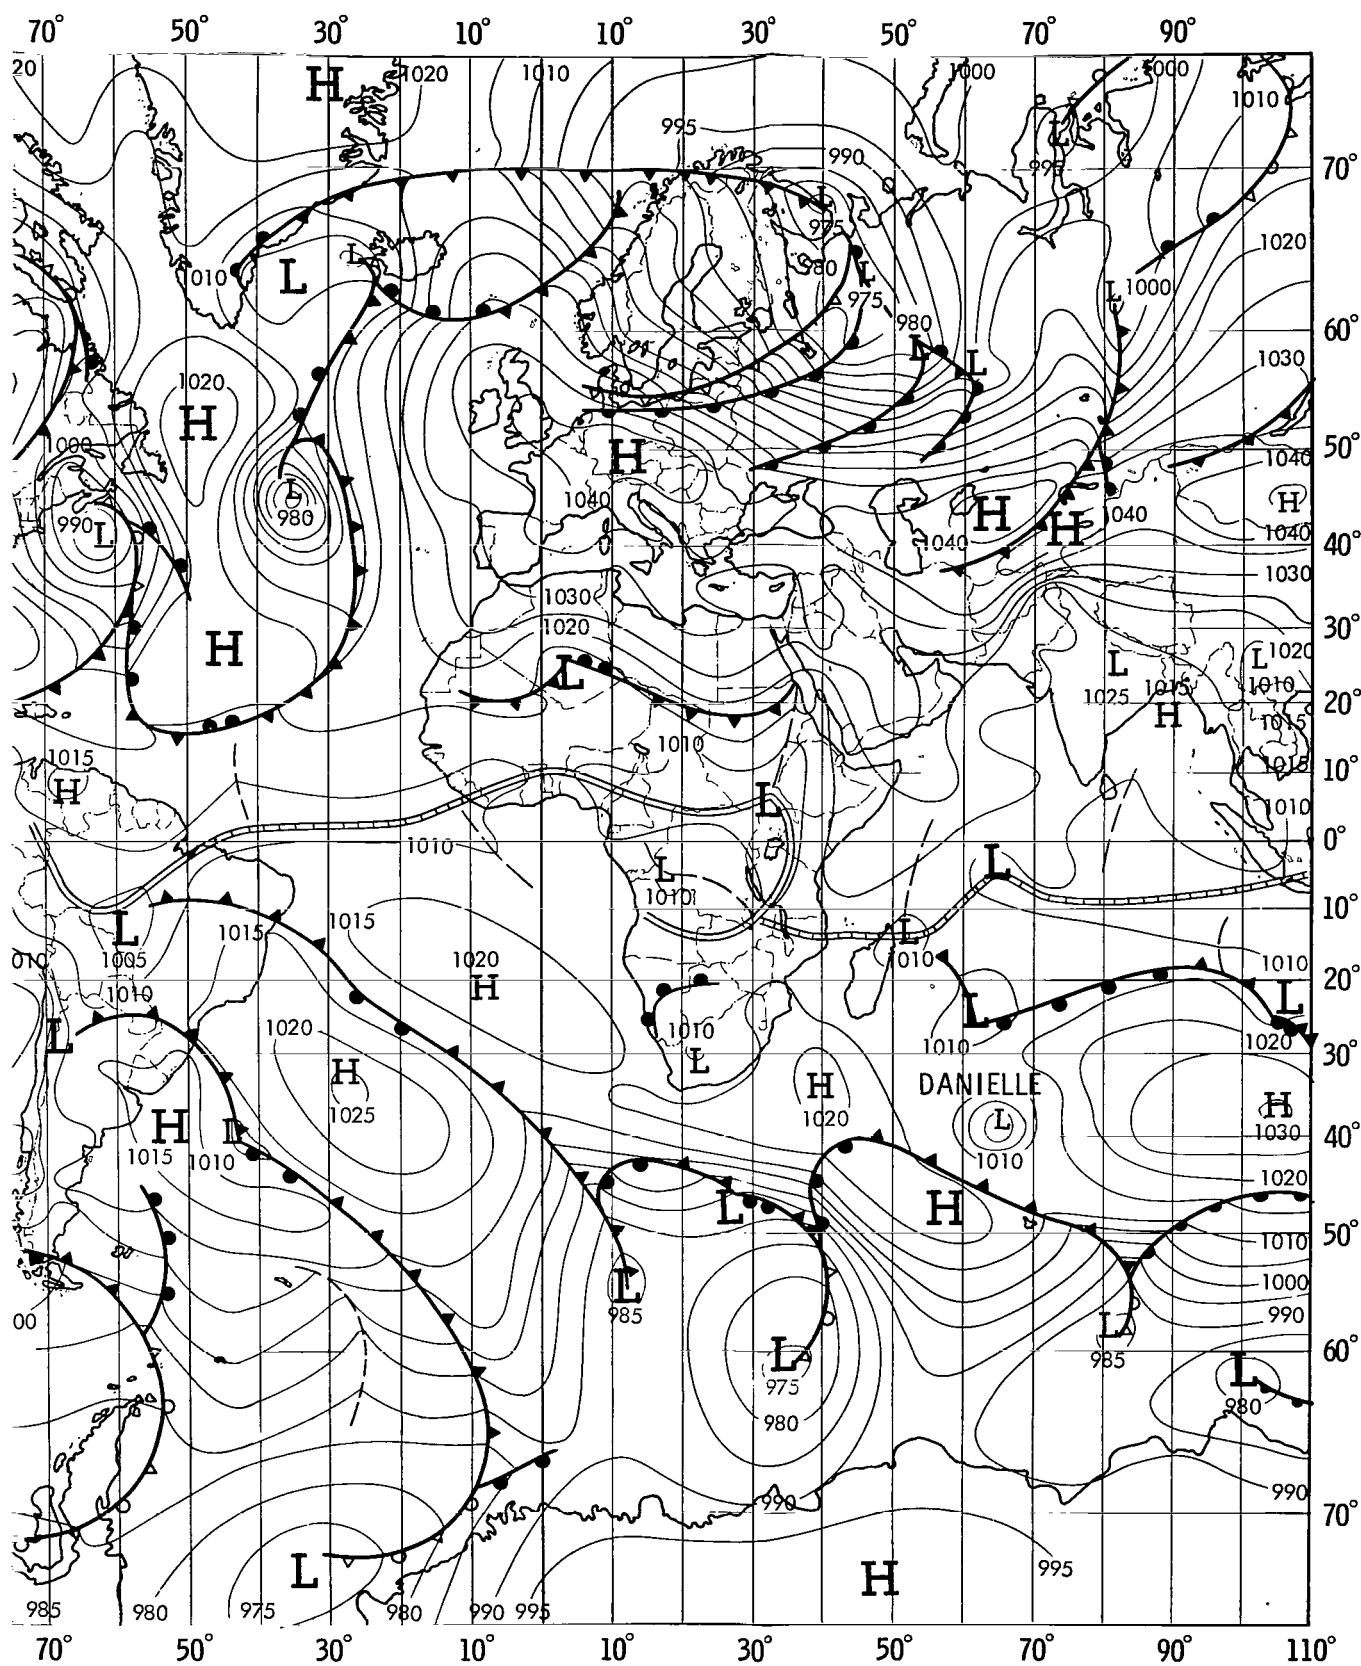 70° 50° 30° 10° 10° 30° 50° 70° 90°
20 H 1020 1010 1000 1000
1010
995
990 L
995 70°
L
975
1020
L L
1010 L 980 L
975 L 1000
980 60°
L L
1030
1020
H
000 H 50°
1040
L 1040 H H
980 H 1040
990 L 1040 1040 40°
1030
1030
1020 30°
H L L 1020
L 1025 1015 1010
H 20°
1015
1010
1015 1015
H 10°
L 1010
1010 0°
L L
1010
1015 10°
L 1015 L
010 1005 1020 1010 1010
1010 H 20°
L L
1020 1010
L 1010 1020
L 30°
H H DANIELLE
1025 1020 L H
H L 1030
1015 1010 1010 40°
1020
L H
50°
1010
L 1000
985 990
00 L
L 985 60°
975 L
980 980
990 990
70°
995
L H
985 980 975 980 990 995
70° 50° 30° 10° 10° 30° 50° 70° 90° 110°